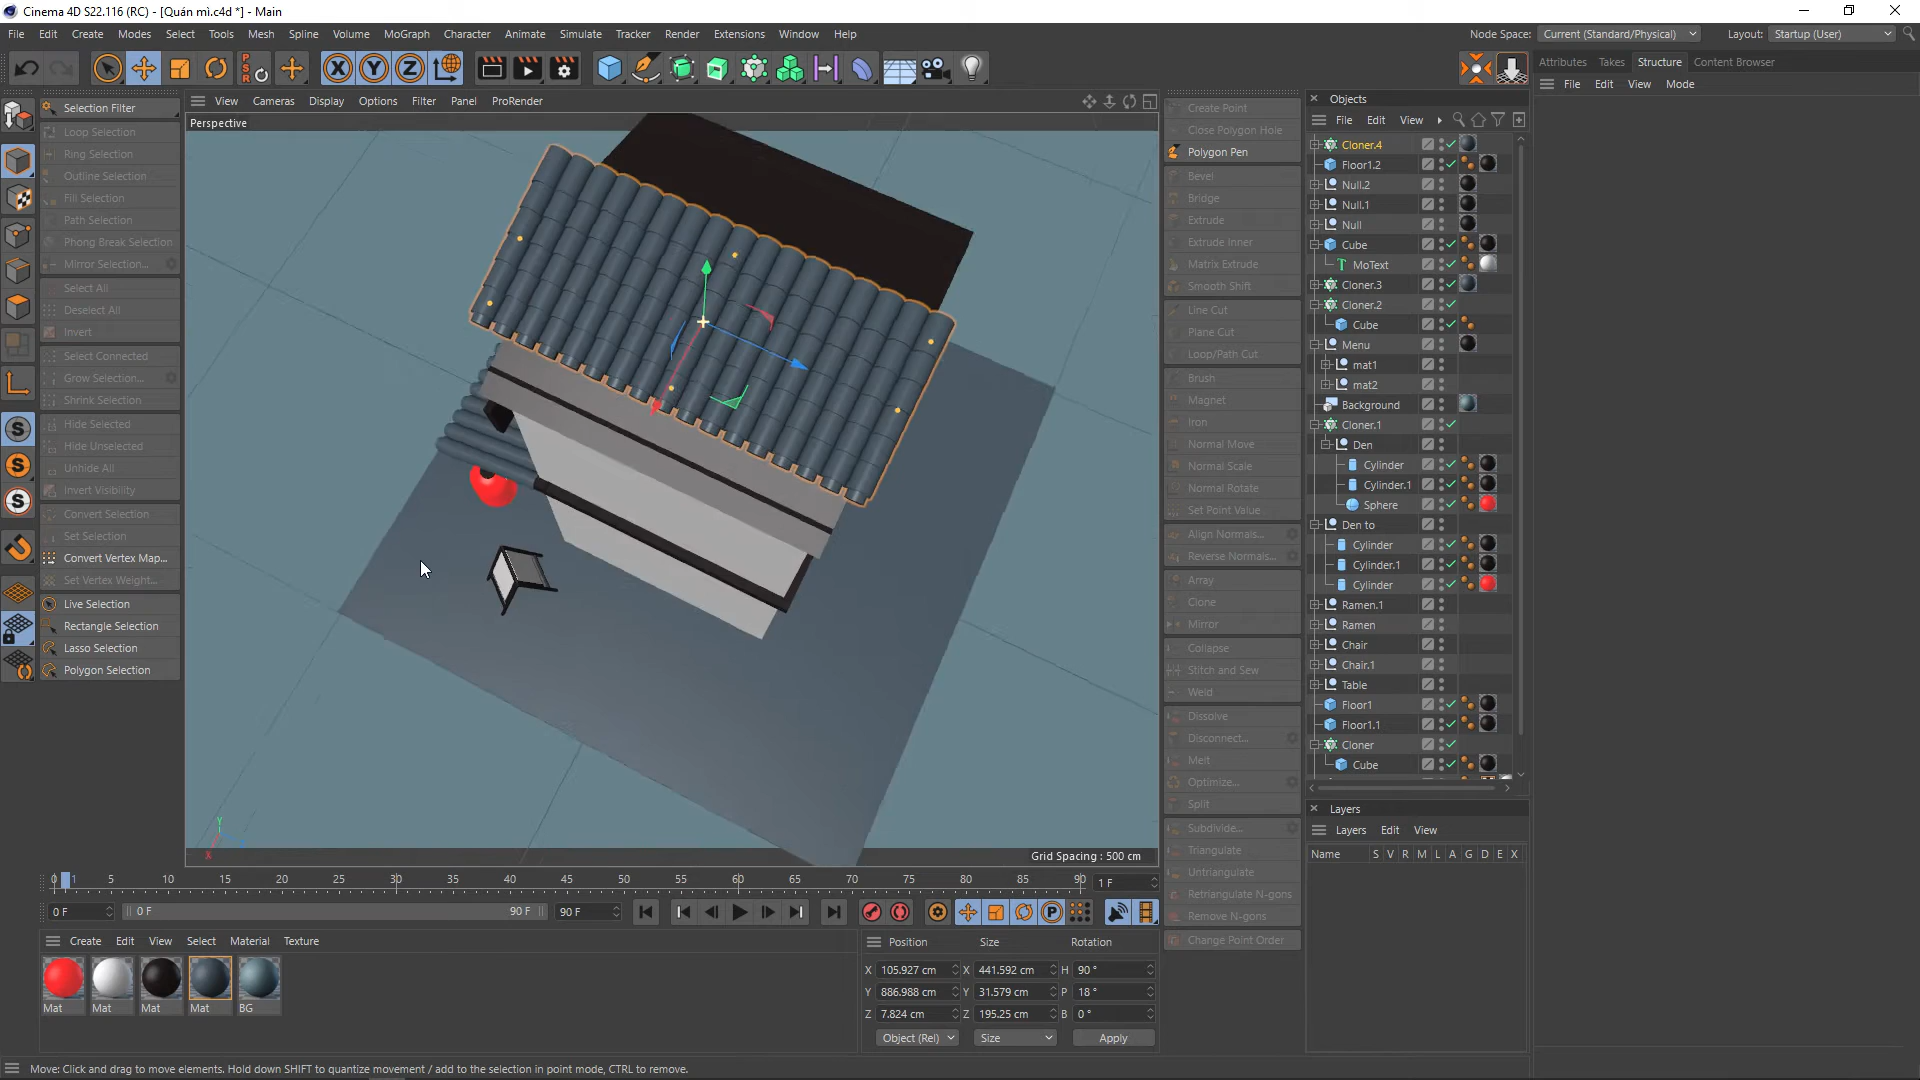 Cinema 4D S22.116 (RC) - [Quán mì.c4d *] - Main
File Edit Create Modes Select Tools Mesh Spline Volume MoGraph Character Animate Simulate Tracker Render Extensions Window Help
Node Space: Current (Standard/Physical) Layout: Startup (User)
Attributes Takes Structure Content Browser
File Edit View Mode
Selection Filter
Loop Selection
Ring Selection
Outline Selection
Fill Selection
Path Selection
Phong Break Selection
Mirror Selection...
Select All
Deselect All
Invert
Select Connected
Grow Selection...
Shrink Selection
Hide Selected
Hide Unselected
Unhide All
Invert Visibility
Convert Selection
Set Selection
Convert Vertex Map...
Set Vertex Weight...
Live Selection
Rectangle Selection
Lasso Selection
Polygon Selection
View Cameras Display Options Filter Panel ProRender
Perspective
Grid Spacing : 500 cm
Create Point
Close Polygon Hole
Polygon Pen
Bevel
Bridge
Extrude
Extrude Inner
Matrix Extrude
Smooth Shift
Line Cut
Plane Cut
Loop/Path Cut
Brush
Magnet
Iron
Normal Move
Normal Scale
Normal Rotate
Set Point Value
Align Normals...
Reverse Normals...
Array
Clone
Mirror
Collapse
Stitch and Sew
Weld
Dissolve
Disconnect...
Melt
Optimize...
Split
Subdivide...
Triangulate
Untriangulate
Retriangulate N-gons
Remove N-gons
Change Point Order
Objects
File Edit View
Cloner.4
Floor1.2
Null.2
Null.1
Null
Cube
MoText
Cloner.3
Cloner.2
Cube
Menu
mat1
mat2
Background
Cloner.1
Den
Cylinder
Cylinder.1
Sphere
Den to
Cylinder
Cylinder.1
Cylinder
Ramen.1
Ramen
Chair
Chair.1
Table
Floor1
Floor1.1
Cloner
Cube
Layers
Layers Edit View
Name S V R M L A G D E X
0 1 5 10 15 20 25 30 35 40 45 50 55 60 65 70 75 80 85 90 1 F
0 F 0 F 90 F 90 F
Create Edit View Select Material Texture
Mat Mat Mat Mat BG
Position Size Rotation
X 105.927 cm X 441.592 cm H 90 °
Y 886.988 cm Y 31.579 cm P 18 °
Z 7.824 cm Z 195.25 cm B 0 °
Object (Rel) Size Apply
Move: Click and drag to move elements. Hold down SHIFT to quantize movement / add to the selection in point mode, CTRL to remove.